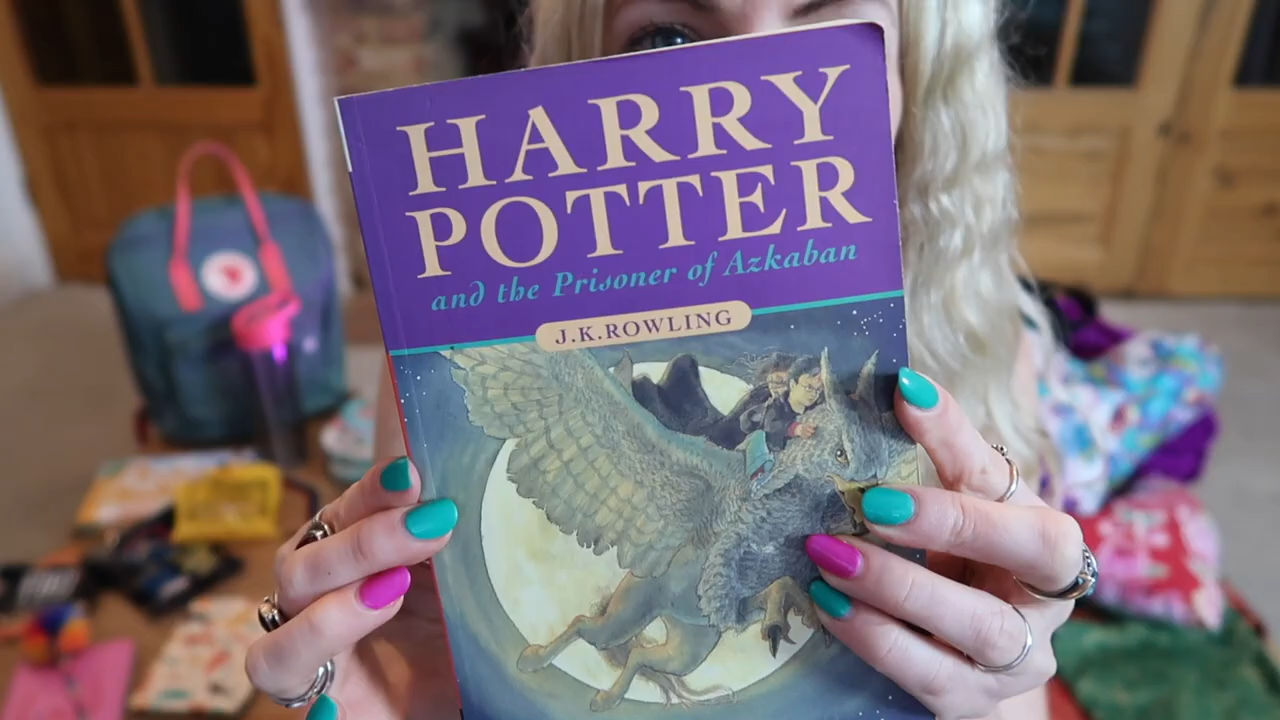 HARRY
POTTER
and the Prisoner of Azkaban
J.K.ROWLING